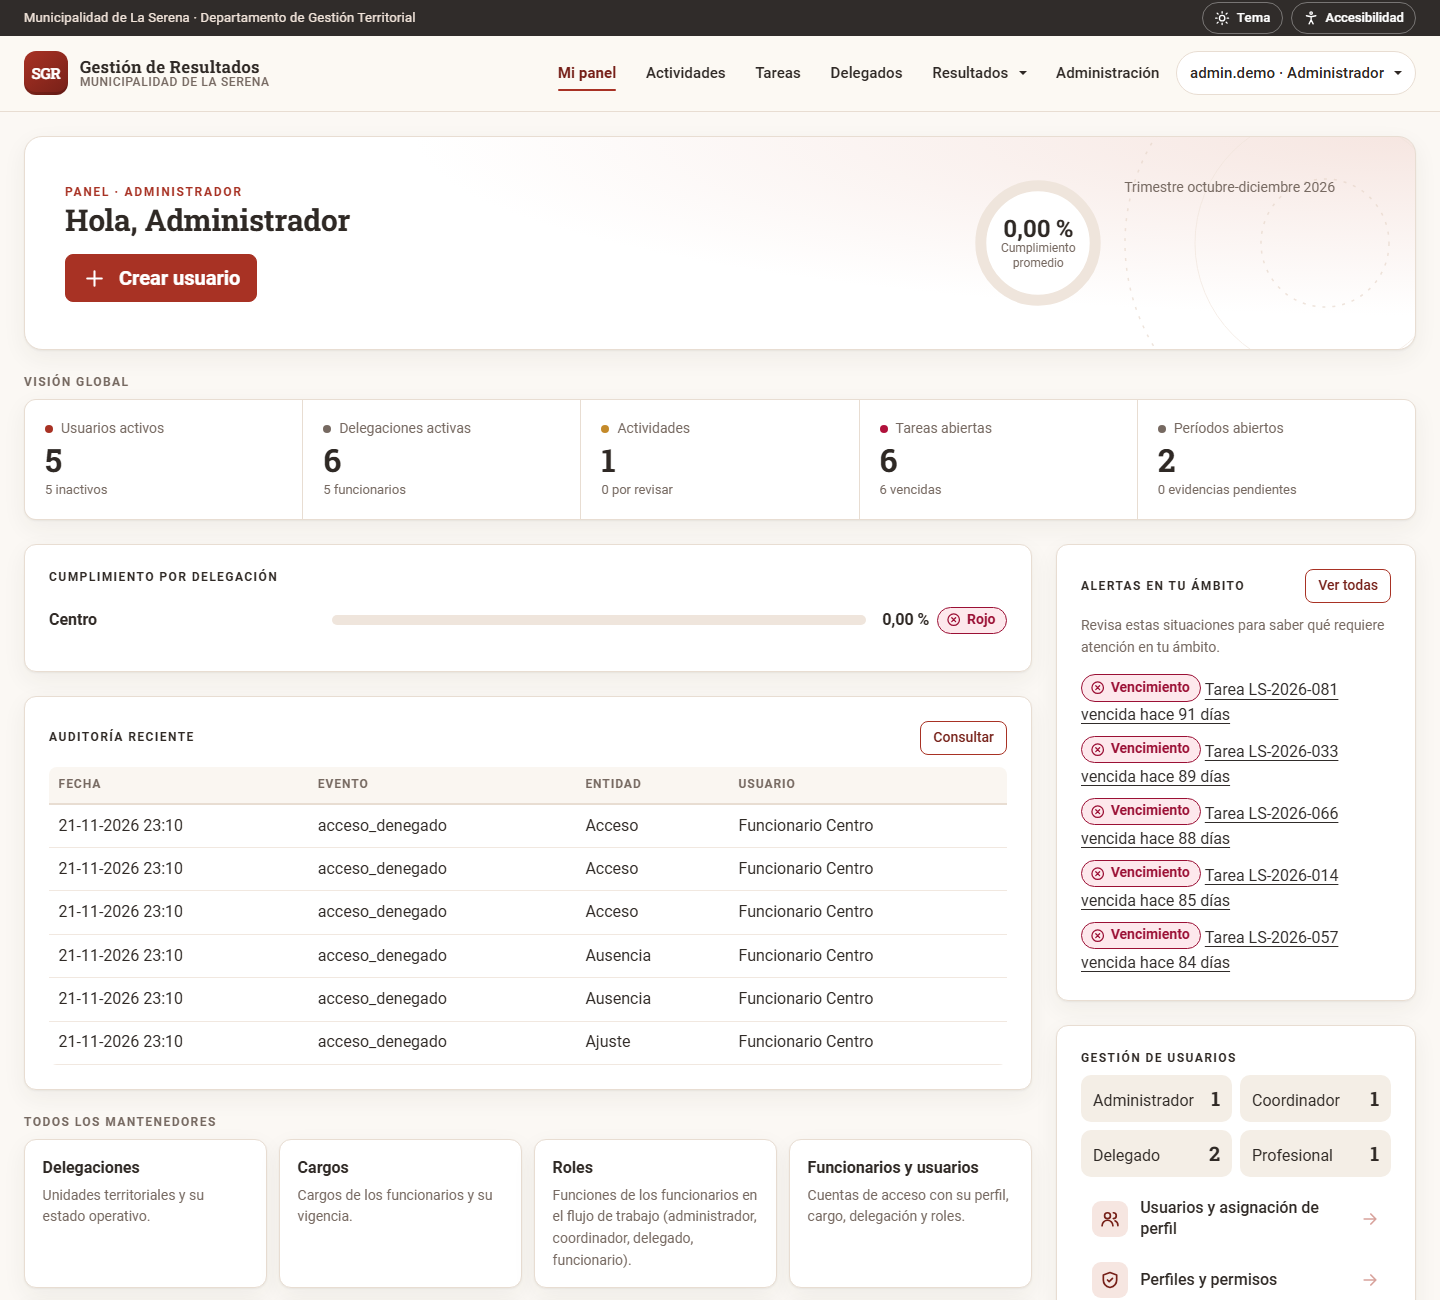 Municipalidad de La Serena · Departamento de Gestión Territorial
Tema
Accesibilidad
SGR
Gestión de Resultados
MUNICIPALIDAD DE LA SERENA
Mi panel
Actividades
Tareas
Delegados
Resultados
Administración
admin.demo · Administrador
PANEL · ADMINISTRADOR
Hola, Administrador
Crear usuario
0,00 %
Cumplimiento
promedio
Trimestre octubre-diciembre 2026
VISIÓN GLOBAL
Usuarios activos
5
5 inactivos
Delegaciones activas
6
5 funcionarios
Actividades
1
0 por revisar
Tareas abiertas
6
6 vencidas
Períodos abiertos
2
0 evidencias pendientes
CUMPLIMIENTO POR DELEGACIÓN
Centro
0,00 %
Rojo
AUDITORÍA RECIENTE
Consultar
FECHA EVENTO ENTIDAD USUARIO
21-11-2026 23:10 acceso_denegado Acceso Funcionario Centro
21-11-2026 23:10 acceso_denegado Acceso Funcionario Centro
21-11-2026 23:10 acceso_denegado Acceso Funcionario Centro
21-11-2026 23:10 acceso_denegado Ausencia Funcionario Centro
21-11-2026 23:10 acceso_denegado Ausencia Funcionario Centro
21-11-2026 23:10 acceso_denegado Ajuste Funcionario Centro
TODOS LOS MANTENEDORES
Delegaciones
Unidades territoriales y su
estado operativo.
Cargos
Cargos de los funcionarios y su
vigencia.
Roles
Funciones de los funcionarios en
el flujo de trabajo (administrador,
coordinador, delegado,
funcionario).
Funcionarios y usuarios
Cuentas de acceso con su perfil,
cargo, delegación y roles.
ALERTAS EN TU ÁMBITO
Ver todas
Revisa estas situaciones para saber qué requiere
atención en tu ámbito.
Vencimiento Tarea LS-2026-081
vencida hace 91 días
Vencimiento Tarea LS-2026-033
vencida hace 89 días
Vencimiento Tarea LS-2026-066
vencida hace 88 días
Vencimiento Tarea LS-2026-014
vencida hace 85 días
Vencimiento Tarea LS-2026-057
vencida hace 84 días
GESTIÓN DE USUARIOS
Administrador 1
Coordinador 1
Delegado 2
Profesional 1
Usuarios y asignación de
perfil
Perfiles y permisos